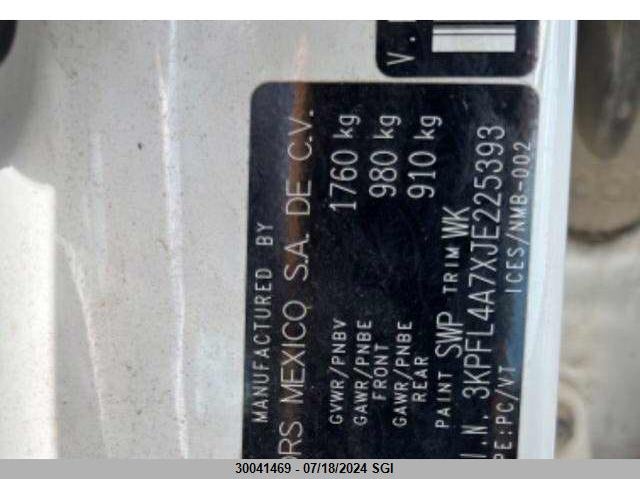 V.
MANUFACTURED BY
ORS MEXICO S.A. DE C.V.
GVWR/PNBV 1760 kg
GAWR/PNBE FRONT 980 kg
GAWR/PNBE REAR 910 kg
PAINT SWP TRIM WK
I.N. 3KPFL4A7XJE225393
PE:PC/VT ICES/NMB-002
30041469 - 07/18/2024 SGI